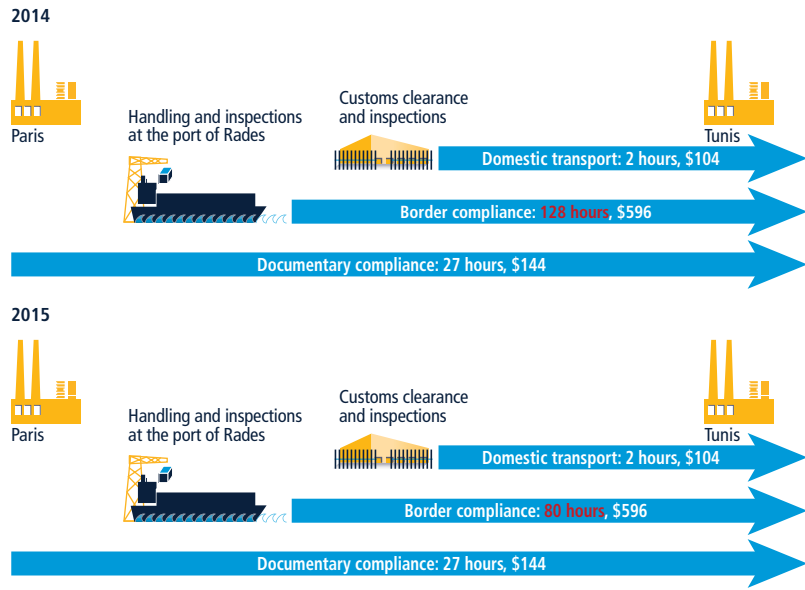 2014
Paris
Handling and inspections
at the port of Rades
Customs clearance
and inspections
Tunis
Domestic transport: 2 hours, $104
Border compliance: 128 hours, $596
Documentary compliance: 27 hours, $144
2015
Paris
Handling and inspections
at the port of Rades
Customs clearance
and inspections
Tunis
Domestic transport: 2 hours, $104
Border compliance: 80 hours, $596
Documentary compliance: 27 hours, $144